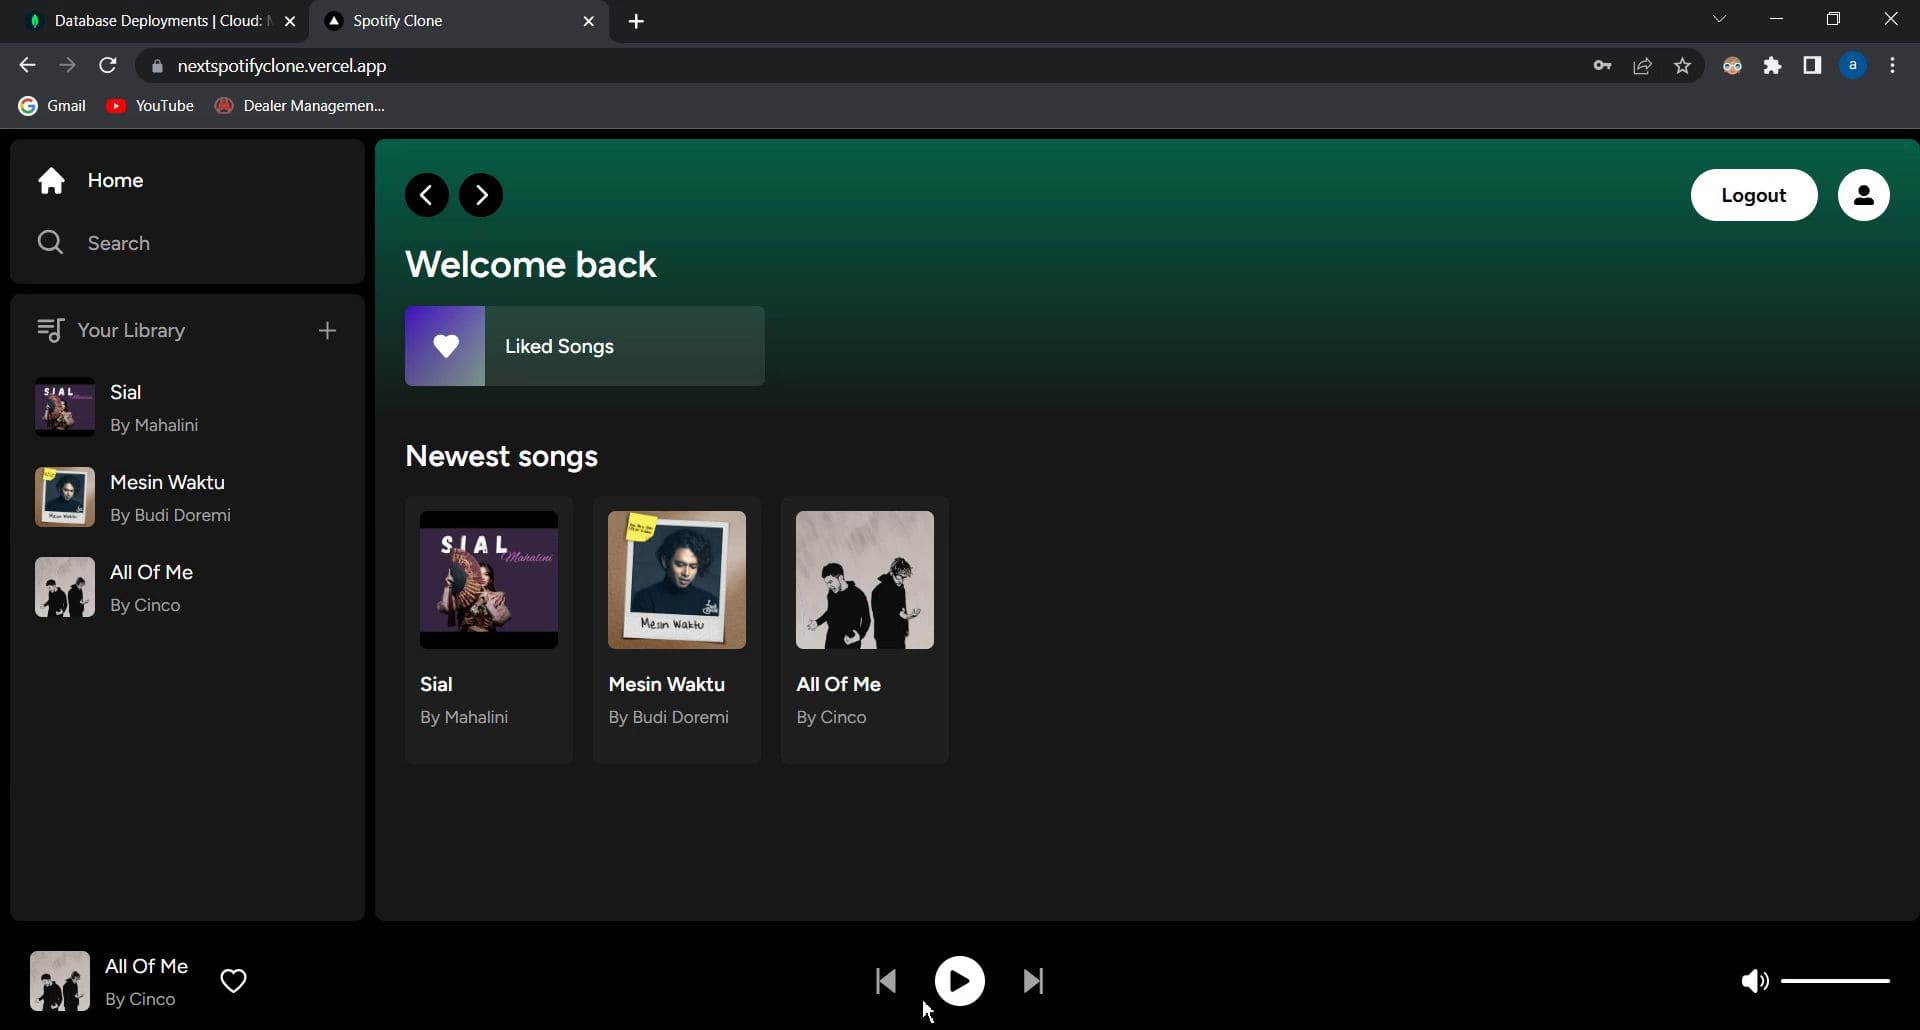 Database Deployments | Cloud:
Spotify Clone
nextspotifyclone.vercel.app
a
Gmail
YouTube
Dealer Managemen...
Home
Search
Your Library
SIAL
Sial
By Mahalini
Mesin Waktu
By Budi Doremi
All Of Me
By Cinco
Logout
Welcome back
Liked Songs
Newest songs
SIAL
Mahalini
Sial
By Mahalini
Mesin Waktu
Mesin Waktu
By Budi Doremi
All Of Me
By Cinco
All Of Me
By Cinco